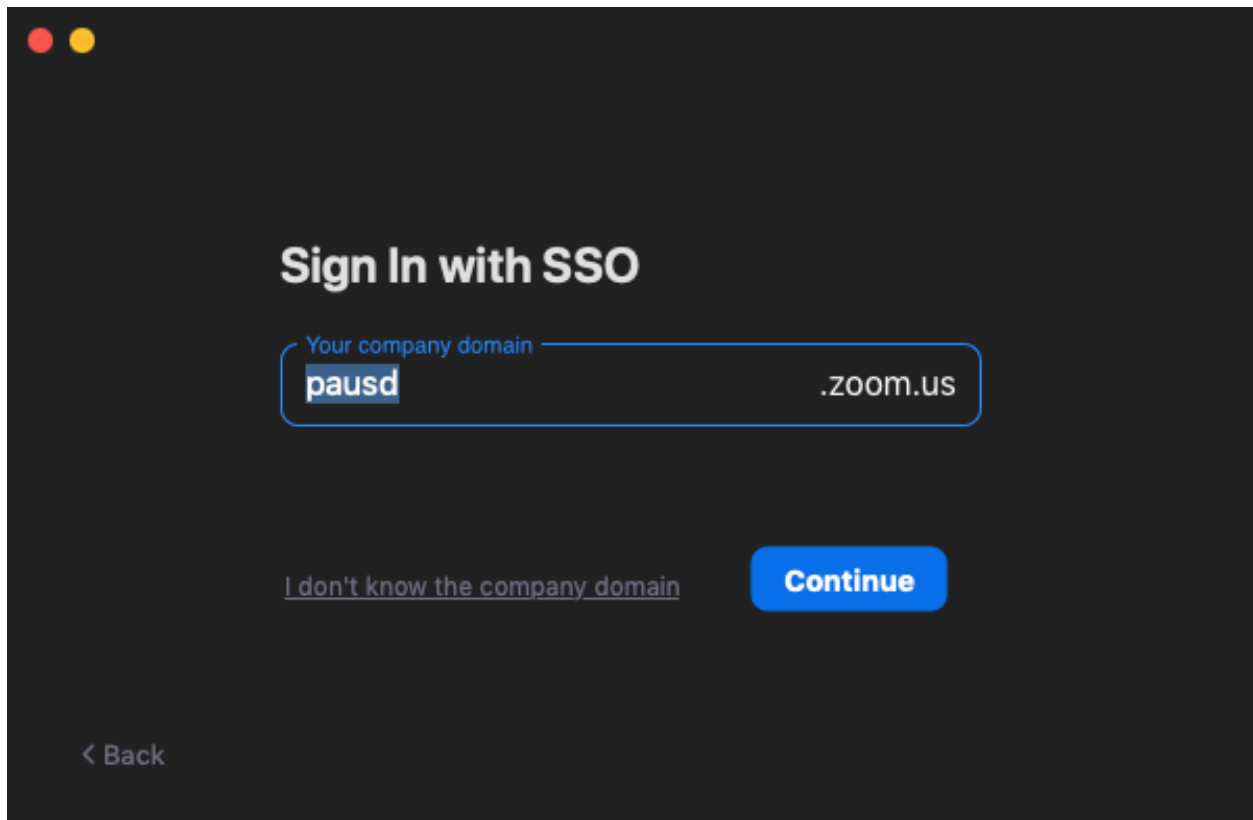 Sign In with SSO
Your company domain
pausd .zoom.us
I don't know the company domain
Continue
< Back